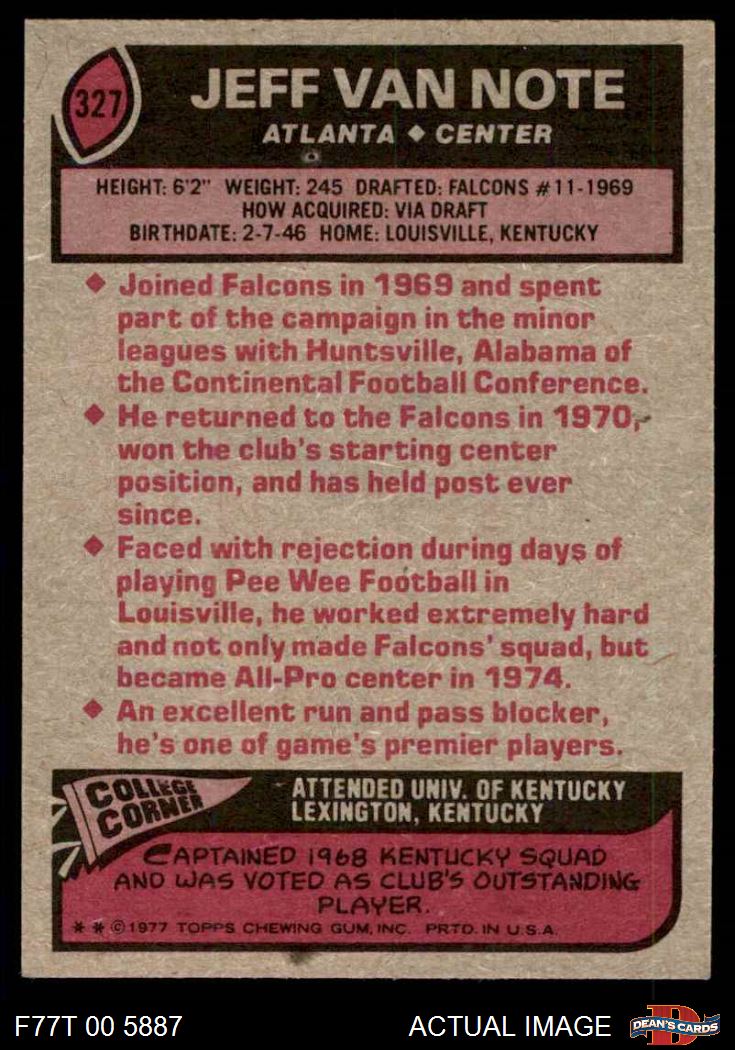 327
JEFF VAN NOTE
ATLANTA ◆ CENTER
HEIGHT: 6'2" WEIGHT: 245 DRAFTED: FALCONS #11-1969
HOW ACQUIRED: VIA DRAFT
BIRTHDATE: 2-7-46 HOME: LOUISVILLE, KENTUCKY
◆ Joined Falcons in 1969 and spent
part of the campaign in the minor
leagues with Huntsville, Alabama of
the Continental Football Conference.
◆ He returned to the Falcons in 1970,
won the club's starting center
position, and has held post ever
since.
◆ Faced with rejection during days of
playing Pee Wee Football in
Louisville, he worked extremely hard
and not only made Falcons' squad, but
became All-Pro center in 1974.
◆ An excellent run and pass blocker,
he's one of game's premier players.
COLLEGE
CORNER
ATTENDED UNIV. OF KENTUCKY
LEXINGTON, KENTUCKY
CAPTAINED 1968 KENTUCKY SQUAD
AND WAS VOTED AS CLUB'S OUTSTANDING
PLAYER.
* * © 1977 TOPPS CHEWING GUM, INC. PRTD. IN U.S.A.
F77T 00 5887
ACTUAL IMAGE
DEAN'S CARDS